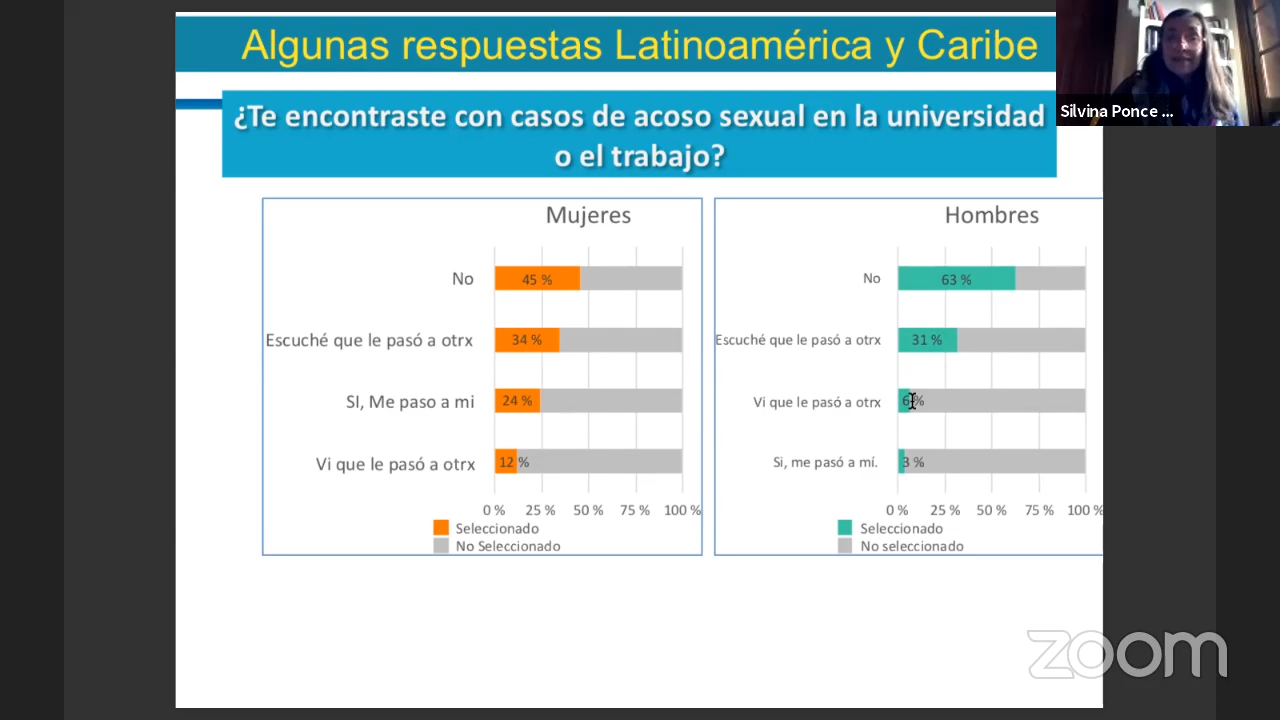 Algunas respuestas Latinoamérica y Caribe
Silvina Ponce ...
¿Te encontraste con casos de acoso sexual en la universidad
o el trabajo?
Mujeres
No
45 %
Escuché que le pasó a otrx
34 %
SI, Me paso a mi
24 %
Vi que le pasó a otrx
12 %
0 % 25 % 50 % 75 % 100 %
Seleccionado
No Seleccionado
Hombres
No
63 %
Escuché que le pasó a otrx
31 %
Vi que le pasó a otrx
6 %
Si, me pasó a mí.
3 %
0 % 25 % 50 % 75 % 100 %
Seleccionado
No seleccionado
zoom